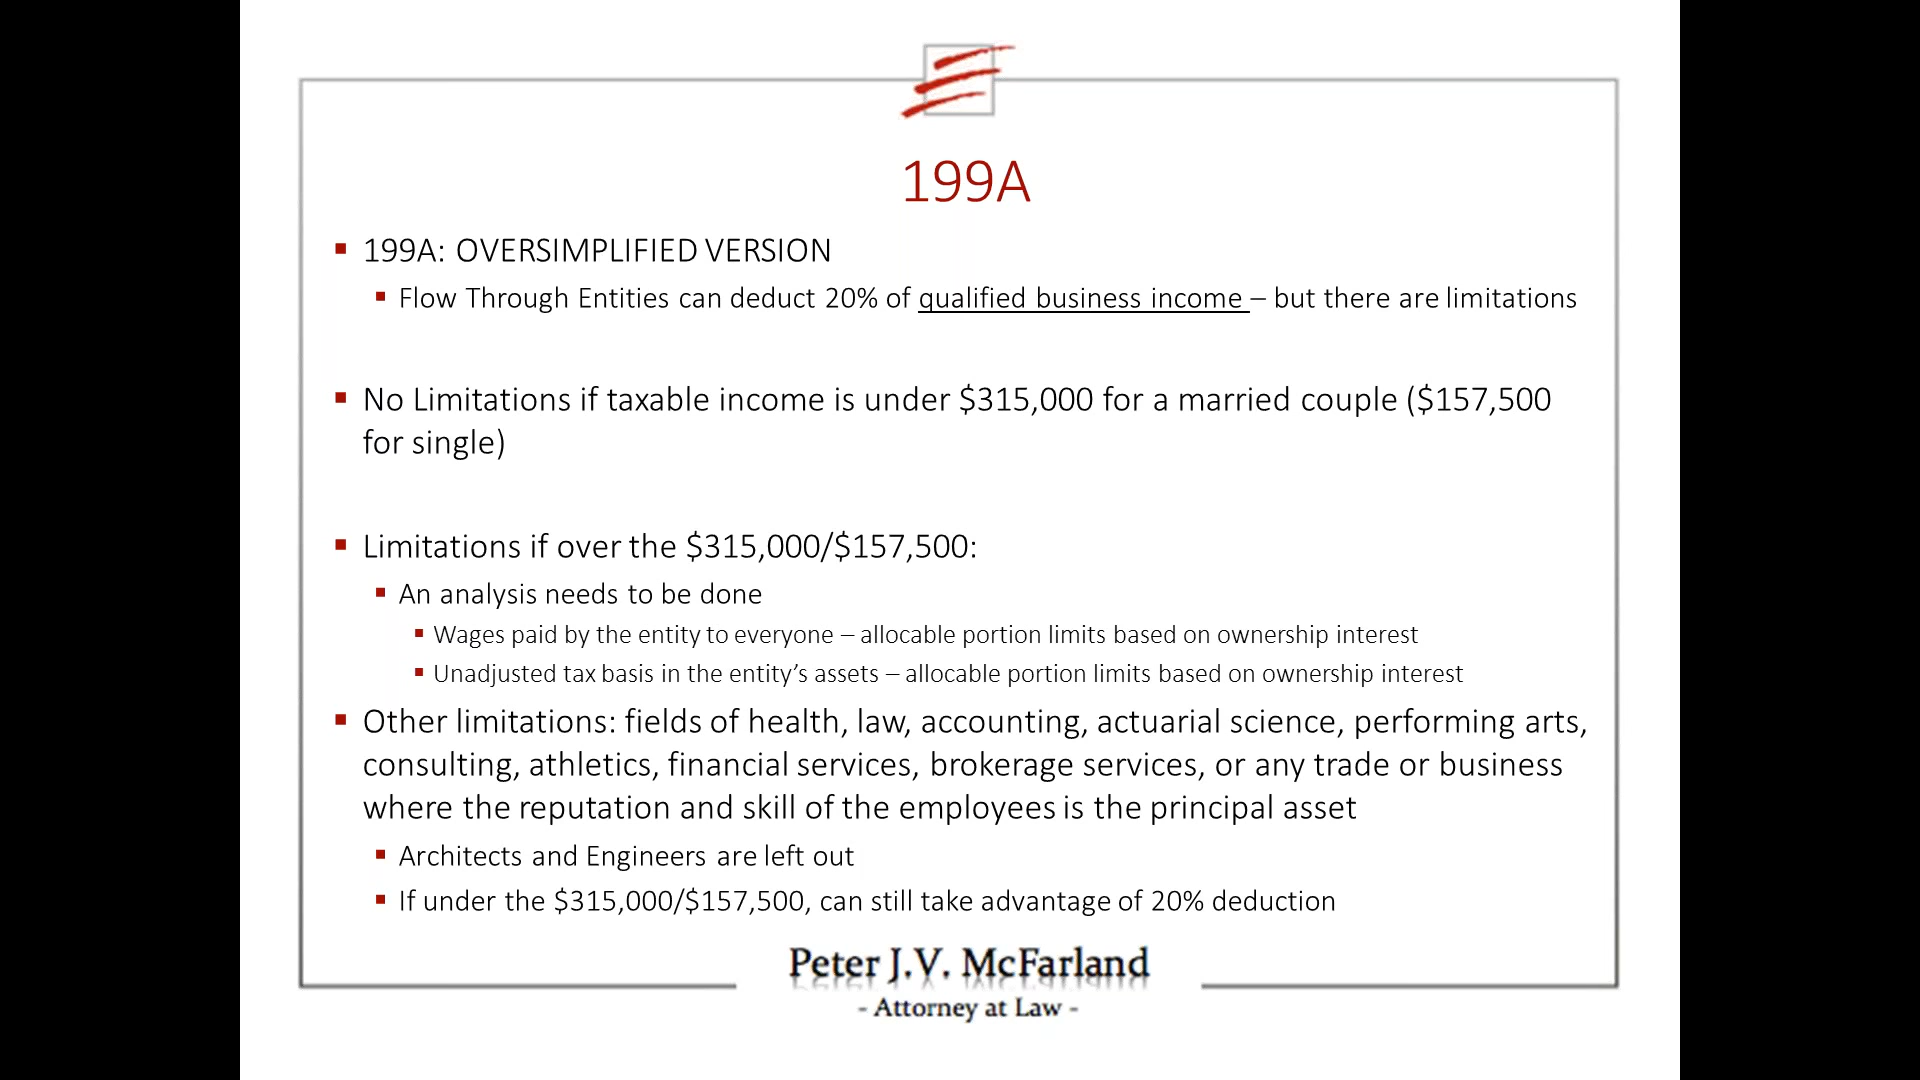 199A
199A: OVERSIMPLIFIED VERSION
Flow Through Entities can deduct 20% of qualified business income – but there are limitations
No Limitations if taxable income is under $315,000 for a married couple ($157,500
for single)
Limitations if over the $315,000/$157,500:
An analysis needs to be done
Wages paid by the entity to everyone – allocable portion limits based on ownership interest
Unadjusted tax basis in the entity’s assets – allocable portion limits based on ownership interest
Other limitations: fields of health, law, accounting, actuarial science, performing arts,
consulting, athletics, financial services, brokerage services, or any trade or business
where the reputation and skill of the employees is the principal asset
Architects and Engineers are left out
If under the $315,000/$157,500, can still take advantage of 20% deduction
Peter J.V. McFarland
- Attorney at Law -